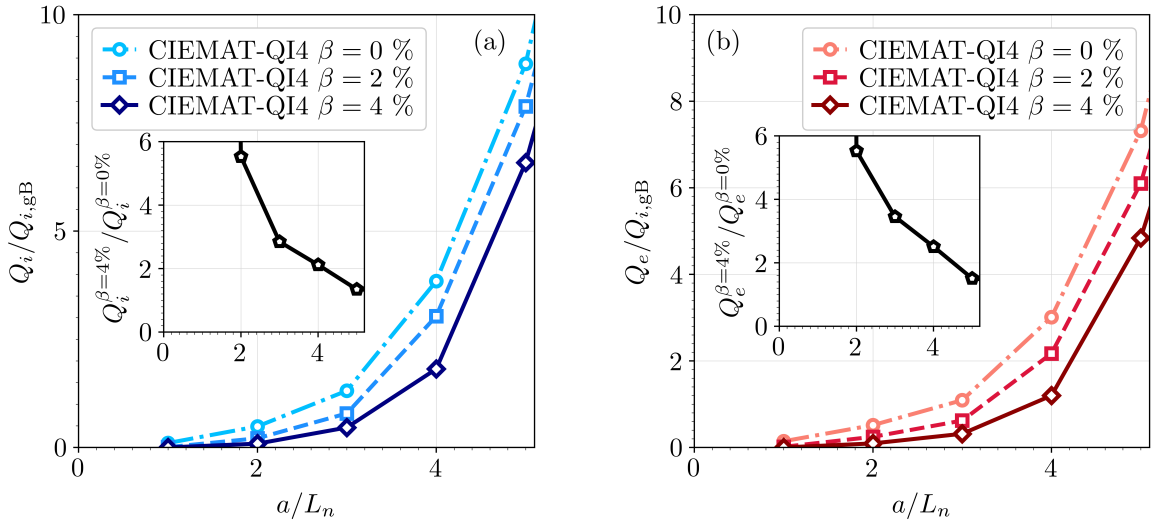 10
5
0
0
2
4
Q_i/Q_{i,gB}
a/L_n
(a)
CIEMAT-QI4 β = 0 %
CIEMAT-QI4 β = 2 %
CIEMAT-QI4 β = 4 %
6
4
2
0
0
2
4
Q_i^{β=4%}/Q_i^{β=0%}
10
8
6
4
2
0
0
2
4
Q_e/Q_{i,gB}
a/L_n
(b)
CIEMAT-QI4 β = 0 %
CIEMAT-QI4 β = 2 %
CIEMAT-QI4 β = 4 %
6
4
2
0
0
2
4
Q_e^{β=4%}/Q_e^{β=0%}